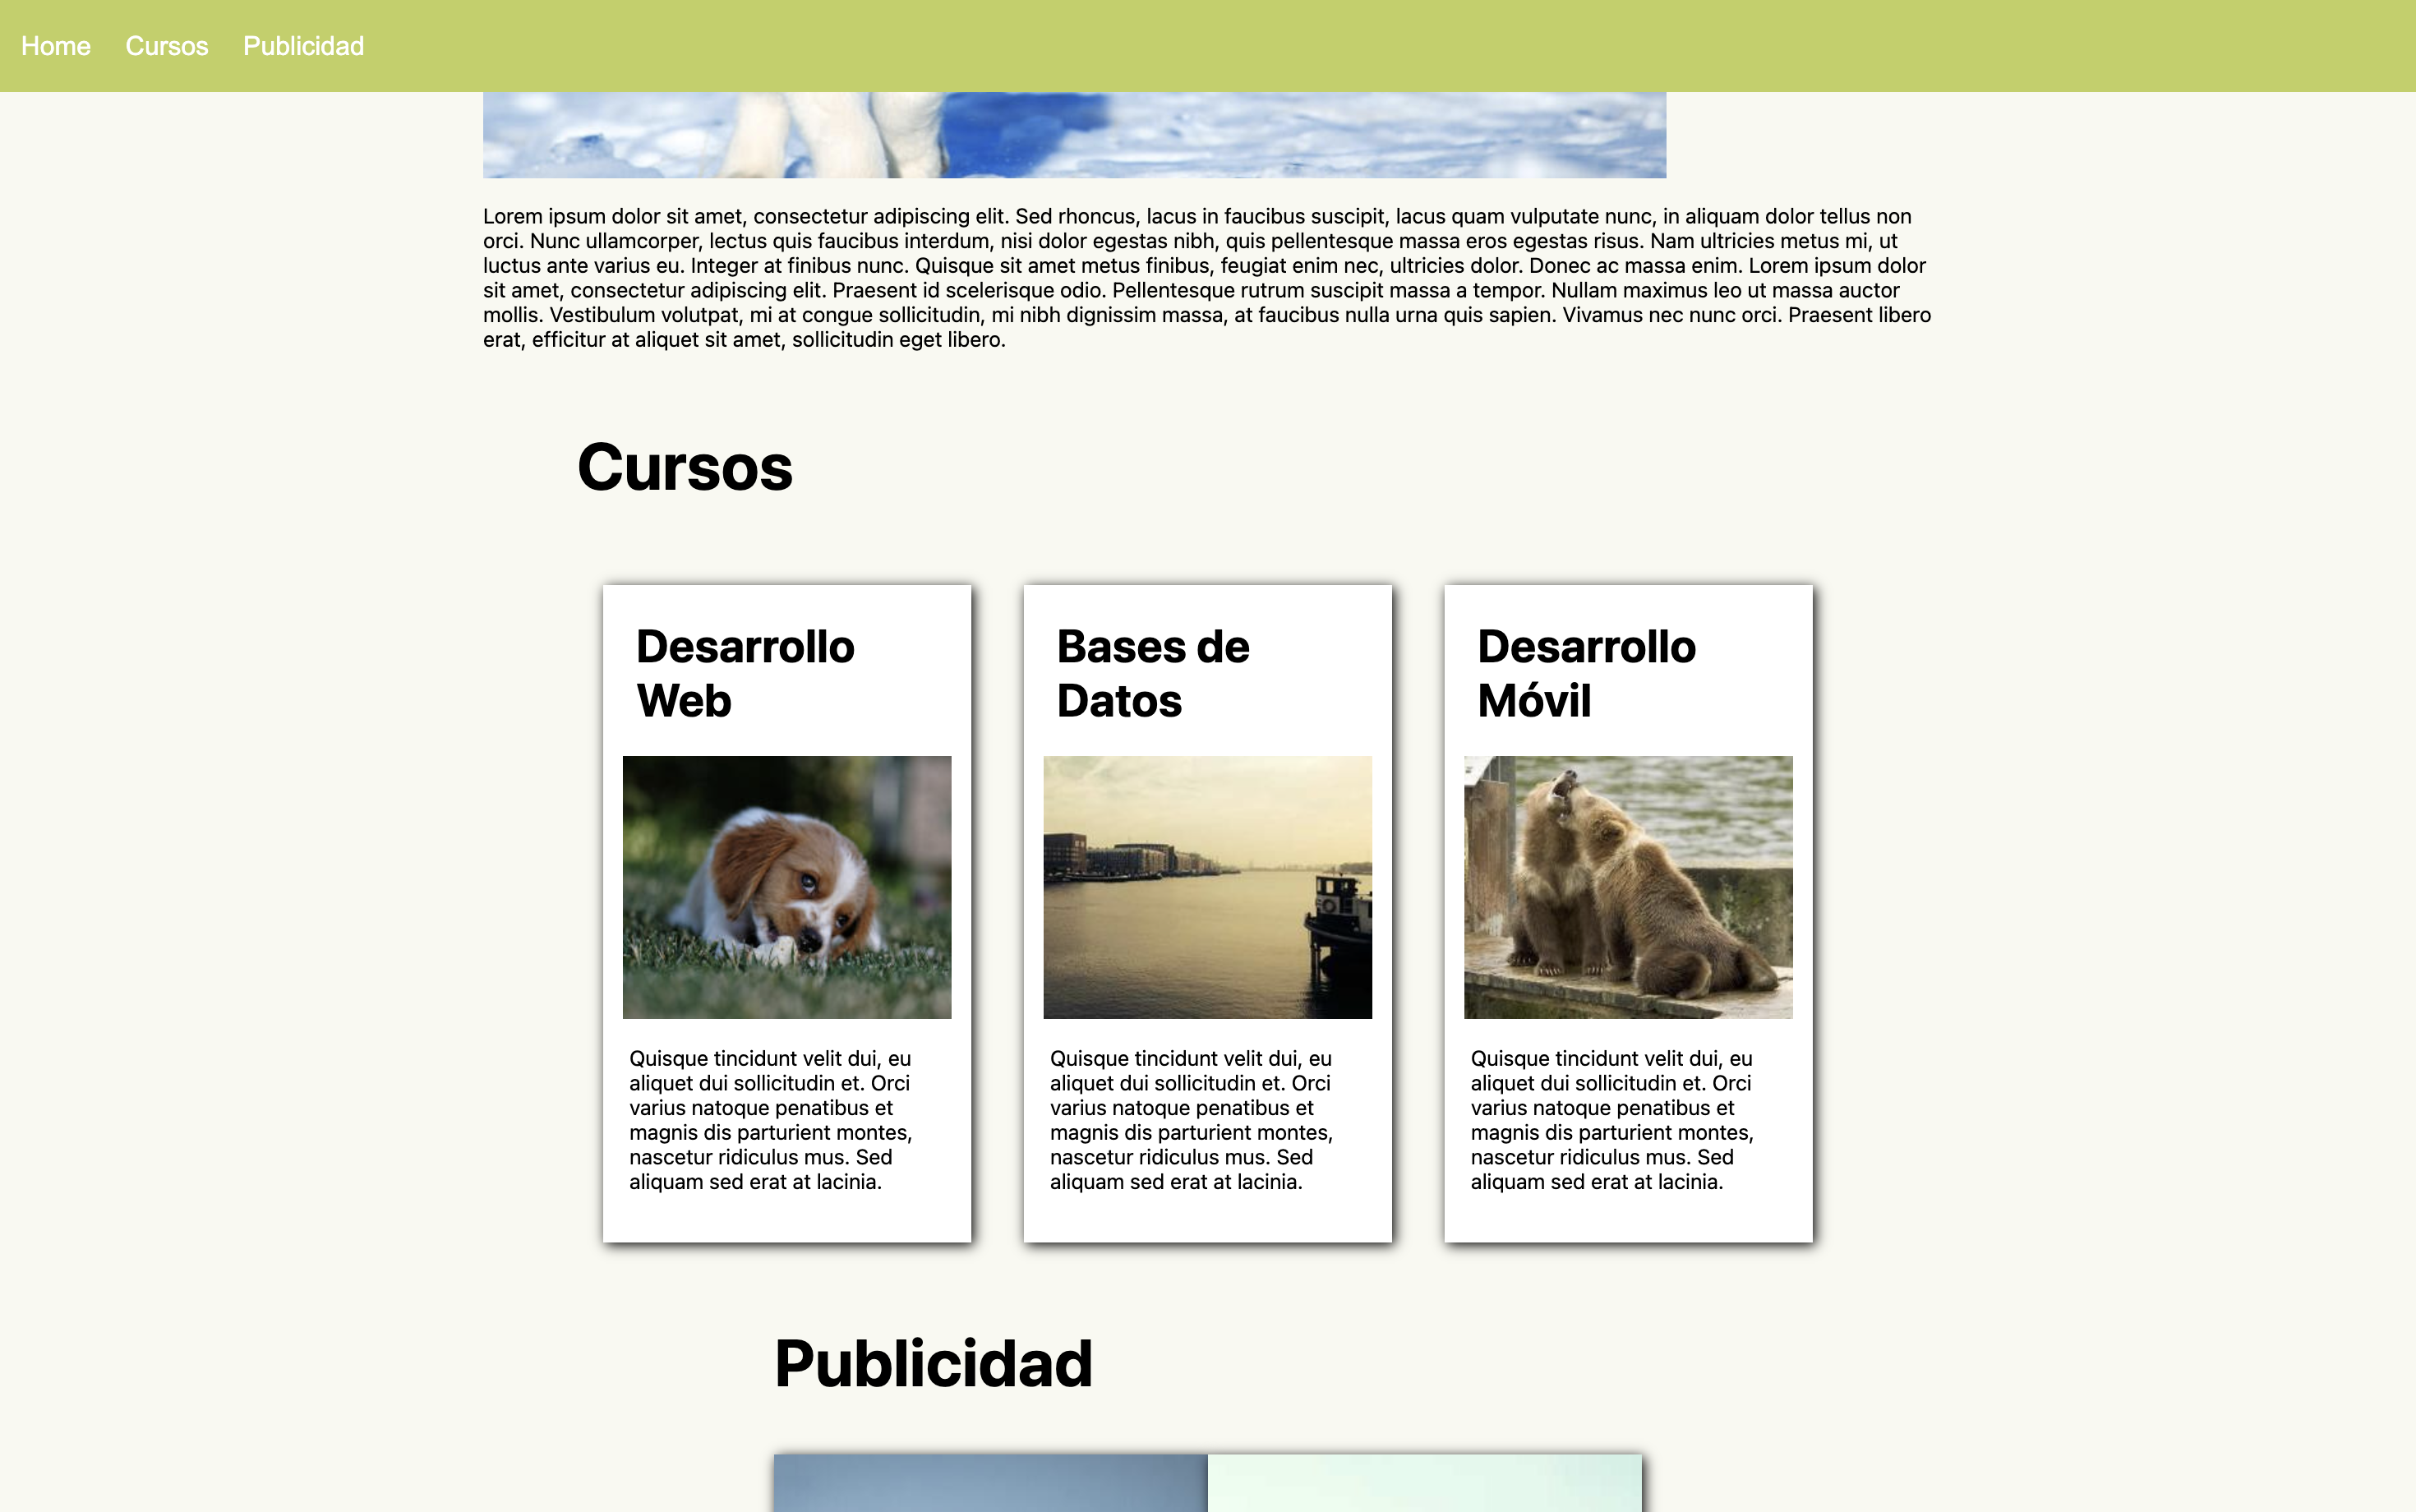 Home Cursos Publicidad
Lorem ipsum dolor sit amet, consectetur adipiscing elit. Sed rhoncus, lacus in faucibus suscipit, lacus quam vulputate nunc, in aliquam dolor tellus non
orci. Nunc ullamcorper, lectus quis faucibus interdum, nisi dolor egestas nibh, quis pellentesque massa eros egestas risus. Nam ultricies metus mi, ut
luctus ante varius eu. Integer at finibus nunc. Quisque sit amet metus finibus, feugiat enim nec, ultricies dolor. Donec ac massa enim. Lorem ipsum dolor
sit amet, consectetur adipiscing elit. Praesent id scelerisque odio. Pellentesque rutrum suscipit massa a tempor. Nullam maximus leo ut massa auctor
mollis. Vestibulum volutpat, mi at congue sollicitudin, mi nibh dignissim massa, at faucibus nulla urna quis sapien. Vivamus nec nunc orci. Praesent libero
erat, efficitur at aliquet sit amet, sollicitudin eget libero.
Cursos
Desarrollo
Web
Quisque tincidunt velit dui, eu
aliquet dui sollicitudin et. Orci
varius natoque penatibus et
magnis dis parturient montes,
nascetur ridiculus mus. Sed
aliquam sed erat at lacinia.
Bases de
Datos
Quisque tincidunt velit dui, eu
aliquet dui sollicitudin et. Orci
varius natoque penatibus et
magnis dis parturient montes,
nascetur ridiculus mus. Sed
aliquam sed erat at lacinia.
Desarrollo
Móvil
Quisque tincidunt velit dui, eu
aliquet dui sollicitudin et. Orci
varius natoque penatibus et
magnis dis parturient montes,
nascetur ridiculus mus. Sed
aliquam sed erat at lacinia.
Publicidad